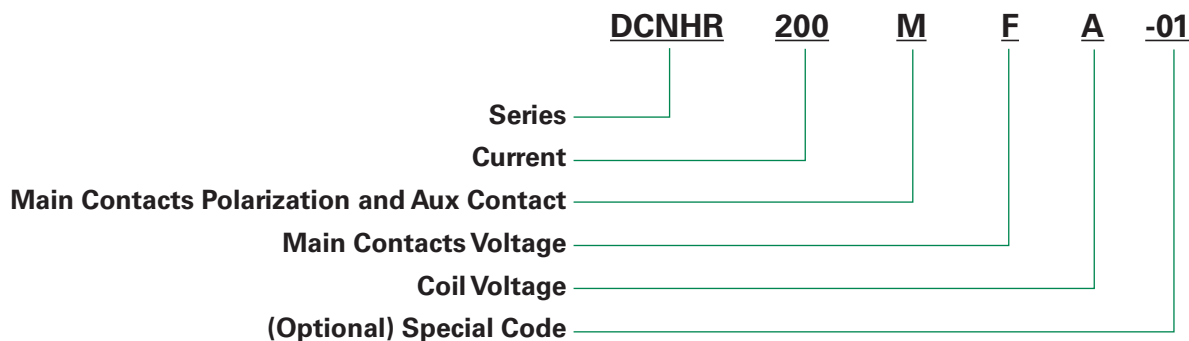 DCNHR 200 M F A -01
Series
Current
Main Contacts Polarization and Aux Contact
Main Contacts Voltage
Coil Voltage
(Optional) Special Code